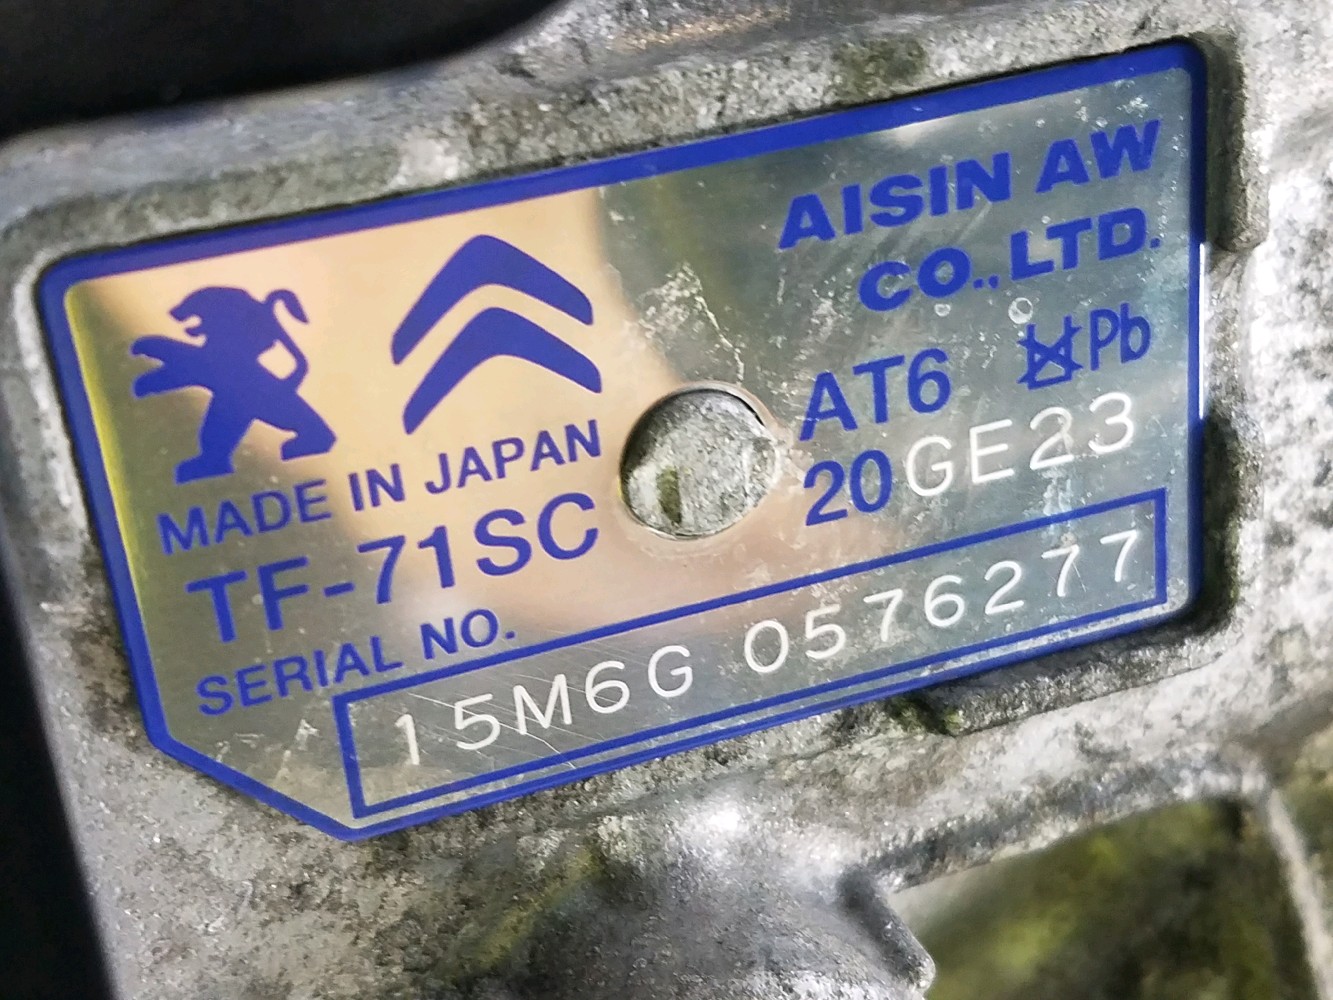 AISIN AW
CO.,LTD.
AT6 Pb
20GE23
MADE IN JAPAN
TF-71SC
SERIAL NO.
15M6G 0576277